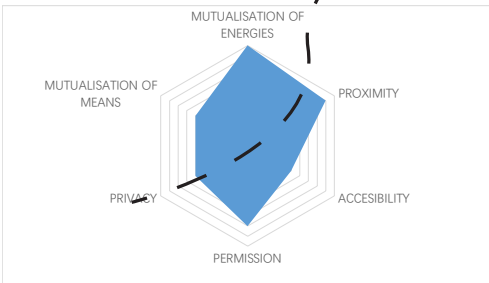 MUTUALISATION OF
ENERGIES
MUTUALISATION OF
MEANS
PROXIMITY
PRIVACY
ACCESIBILITY
PERMISSION